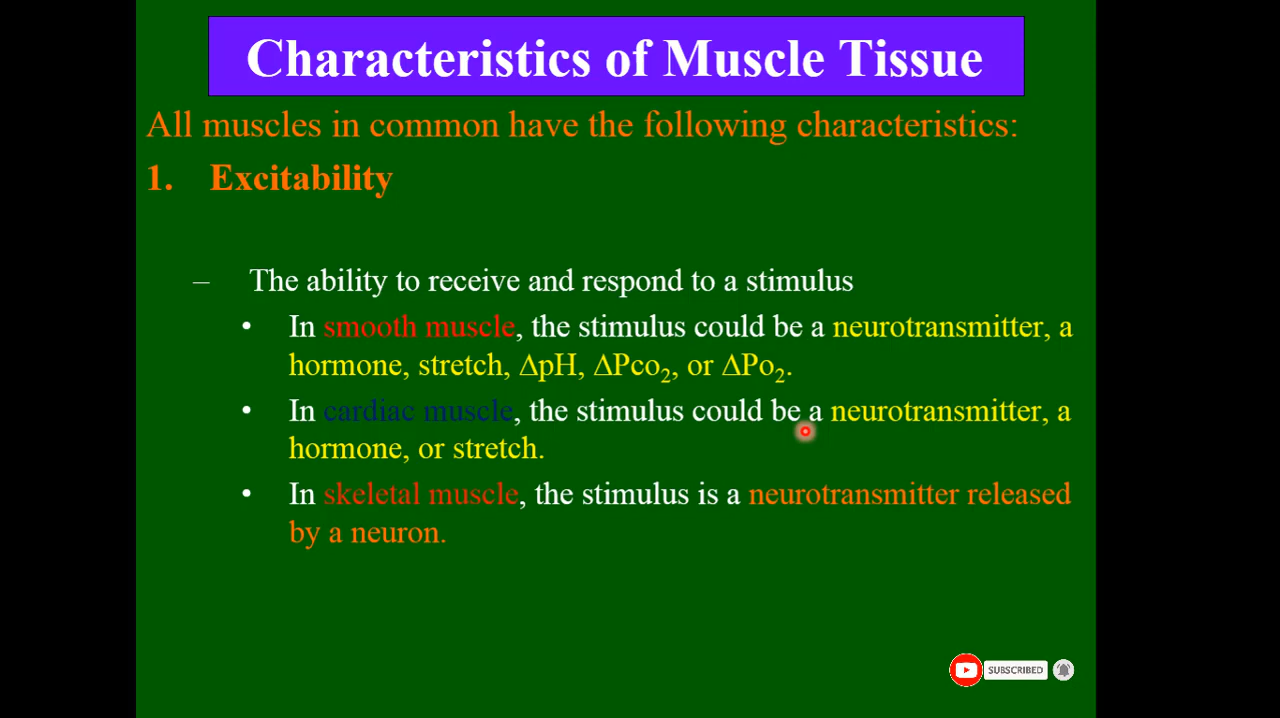 Characteristics of Muscle Tissue
All muscles in common have the following characteristics:
1. Excitability
– The ability to receive and respond to a stimulus
• In smooth muscle, the stimulus could be a neurotransmitter, a
hormone, stretch, ΔpH, ΔPco₂, or ΔPo₂.
• In cardiac muscle, the stimulus could be a neurotransmitter, a
hormone, or stretch.
• In skeletal muscle, the stimulus is a neurotransmitter released
by a neuron.
SUBSCRIBED